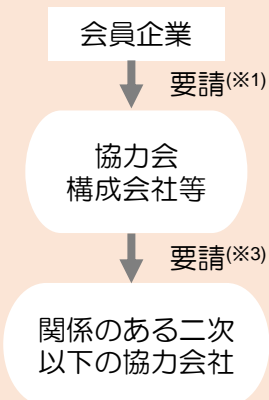 会員企業
要請(※1)
協力会
構成会社等
要請(※3)
関係のある二次
以下の協力会社